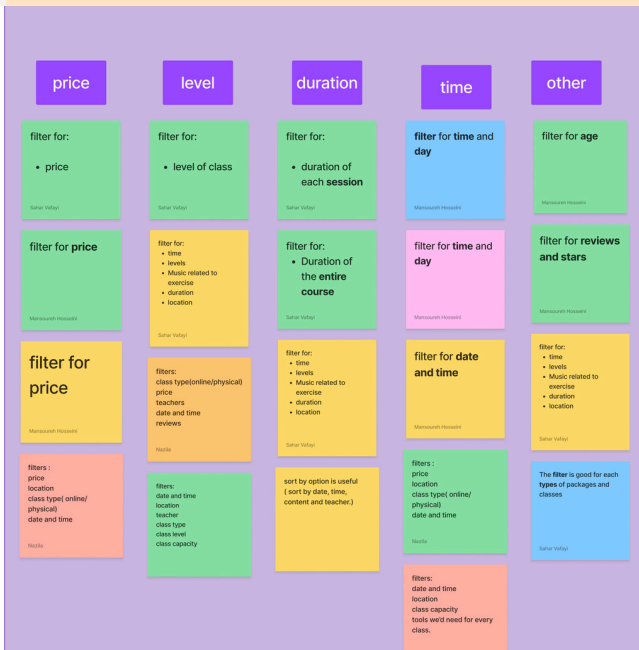 price
filter for:
• price
Sahar Vafayi
filter for price
Mansoureh Hosseini
filter for
price
Mansoureh Hosseini
filters :
price
location
class type( online/
physical)
date and time
Nazila
level
filter for:
• level of class
Sahar Vafayi
filter for:
• time
• levels
• Music related to
exercise
• duration
• location
Sahar Vafayi
filters:
class type(online/physical)
price
teachers
date and time
reviews
Nazila
filters:
date and time
location
teacher
class type
class level
class capacity
duration
filter for:
• duration of
each session
Sahar Vafayi
filter for:
• Duration of
the entire
course
Sahar Vafayi
filter for:
• time
• levels
• Music related to
exercise
• duration
• location
Sahar Vafayi
sort by option is useful
( sort by date, time,
content and teacher.)
time
filter for time and
day
Mansoureh Hosseini
filter for time and
day
Mansoureh Hosseini
filter for date
and time
Mansoureh Hosseini
filters :
price
location
class type( online/
physical)
date and time
Nazila
filters:
date and time
location
class capacity
tools we'd need for every
class.
other
filter for age
Mansoureh Hosseini
filter for reviews
and stars
Mansoureh Hosseini
filter for:
• time
• levels
• Music related to
exercise
• duration
• location
Sahar Vafayi
The filter is good for each
types of packages and
classes
Sahar Vafayi